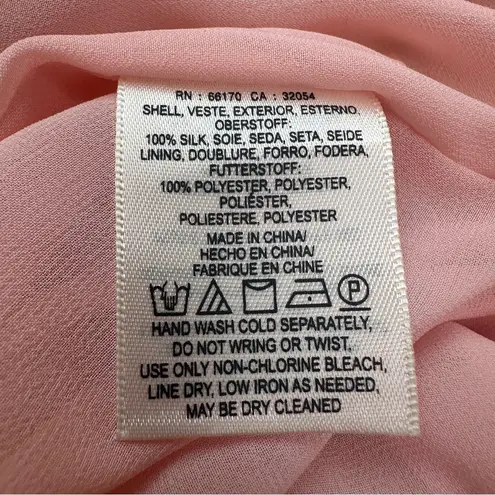 RN : 66170 CA : 32054
SHELL, VESTE, EXTERIOR, ESTERNO,
OBERSTOFF:
100% SILK, SOIE, SEDA, SETA, SEIDE
LINING, DOUBLURE, FORRO, FODERA,
FUTTERSTOFF:
100% POLYESTER, POLYESTER,
POLIÉSTER,
POLIESTERE, POLYESTER
MADE IN CHINA/
HECHO EN CHINA/
FABRIQUE EN CHINE
P
HAND WASH COLD SEPARATELY,
DO NOT WRING OR TWIST.
USE ONLY NON-CHLORINE BLEACH,
LINE DRY, LOW IRON AS NEEDED,
MAY BE DRY CLEANED